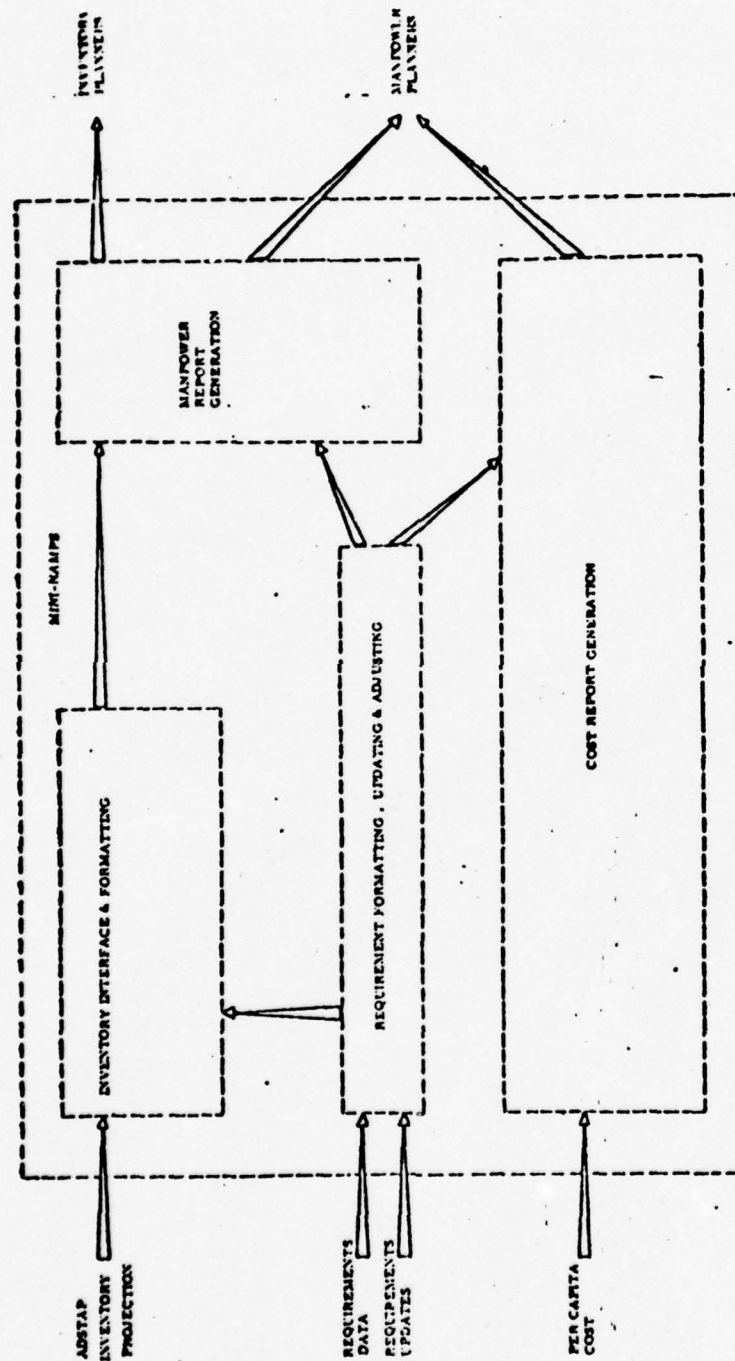 ADSTAP
INVENTORY
PROJECTION
INVENTORY INTERFACE & FORMATTING
MINI-NAMPS
MANPOWER
REPORT
GENERATION
INVENTORY
PLANNERS
REQUIREMENTS
DATA
REQUIREMENTS
UPDATES
REQUIREMENT FORMATTING, UPDATING & ADJUSTING
MANPOWER
PLANNERS
PER CAPITA
COST
COST REPORT GENERATION